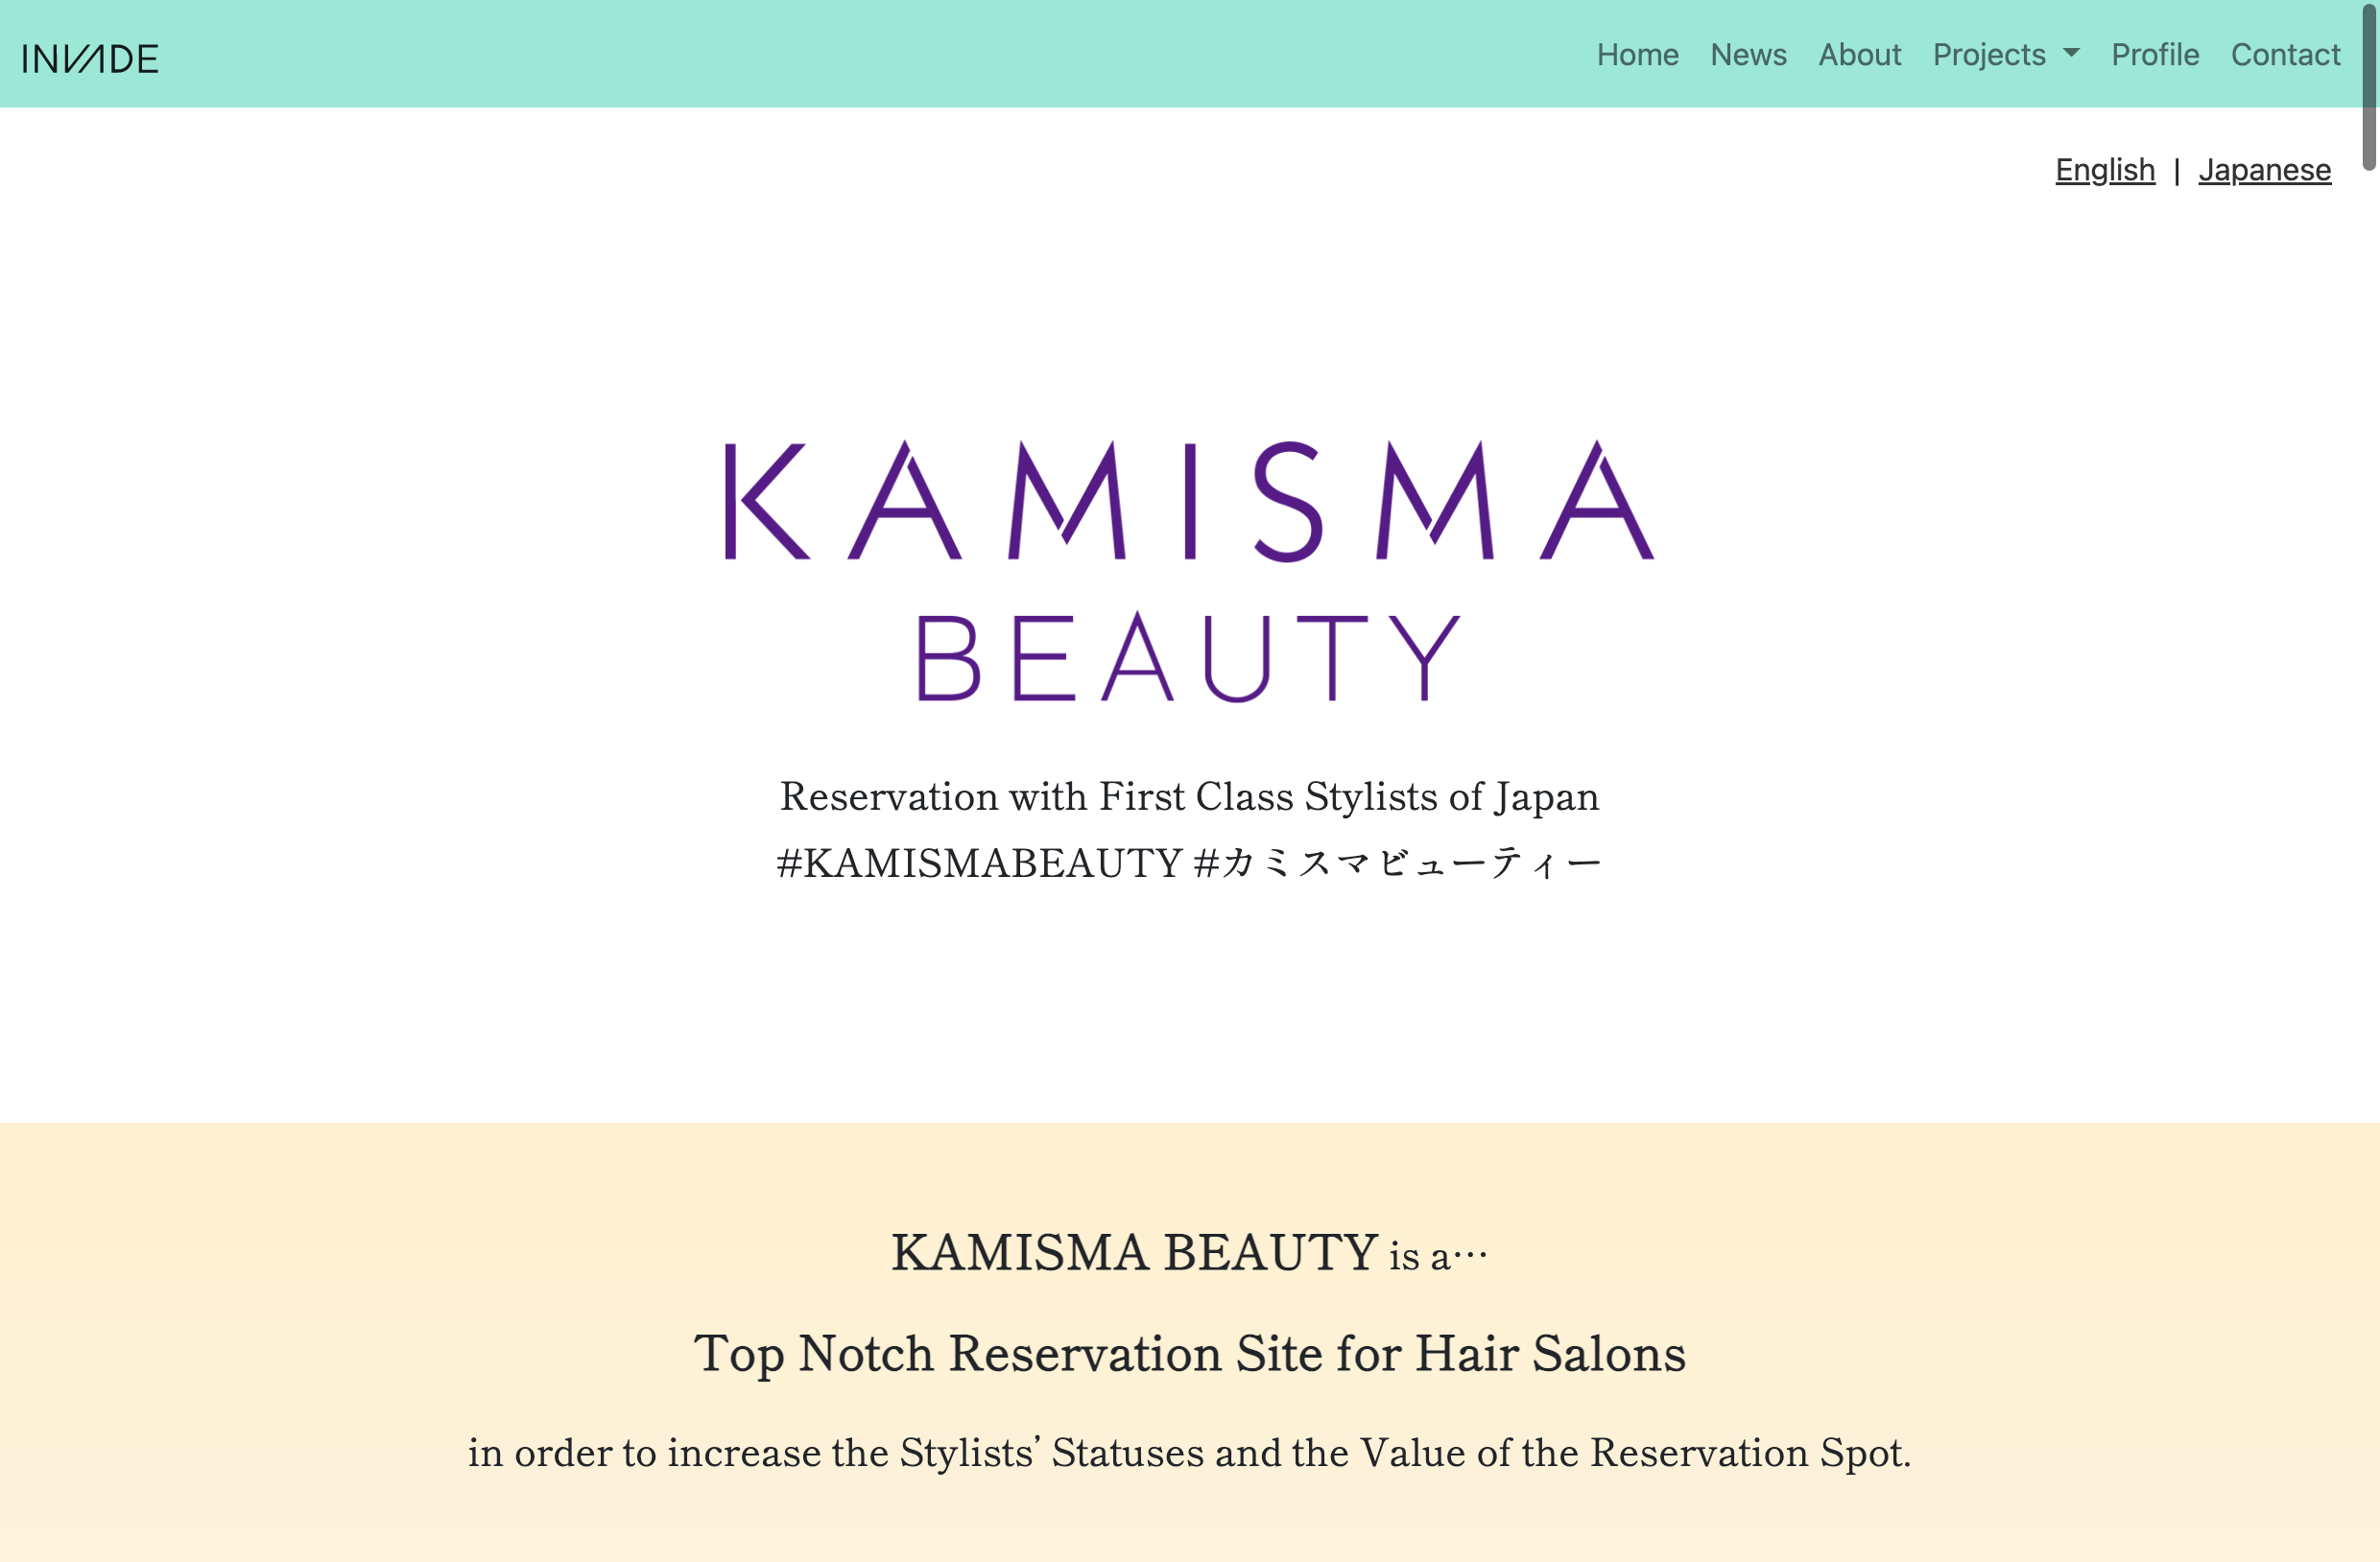 INVADE
Home News About Projects Profile Contact
English | Japanese
KAMISMA
BEAUTY
Reservation with First Class Stylists of Japan
#KAMISMABEAUTY #カミスマビューティー
KAMISMA BEAUTY is a…
Top Notch Reservation Site for Hair Salons
in order to increase the Stylists’ Statuses and the Value of the Reservation Spot.